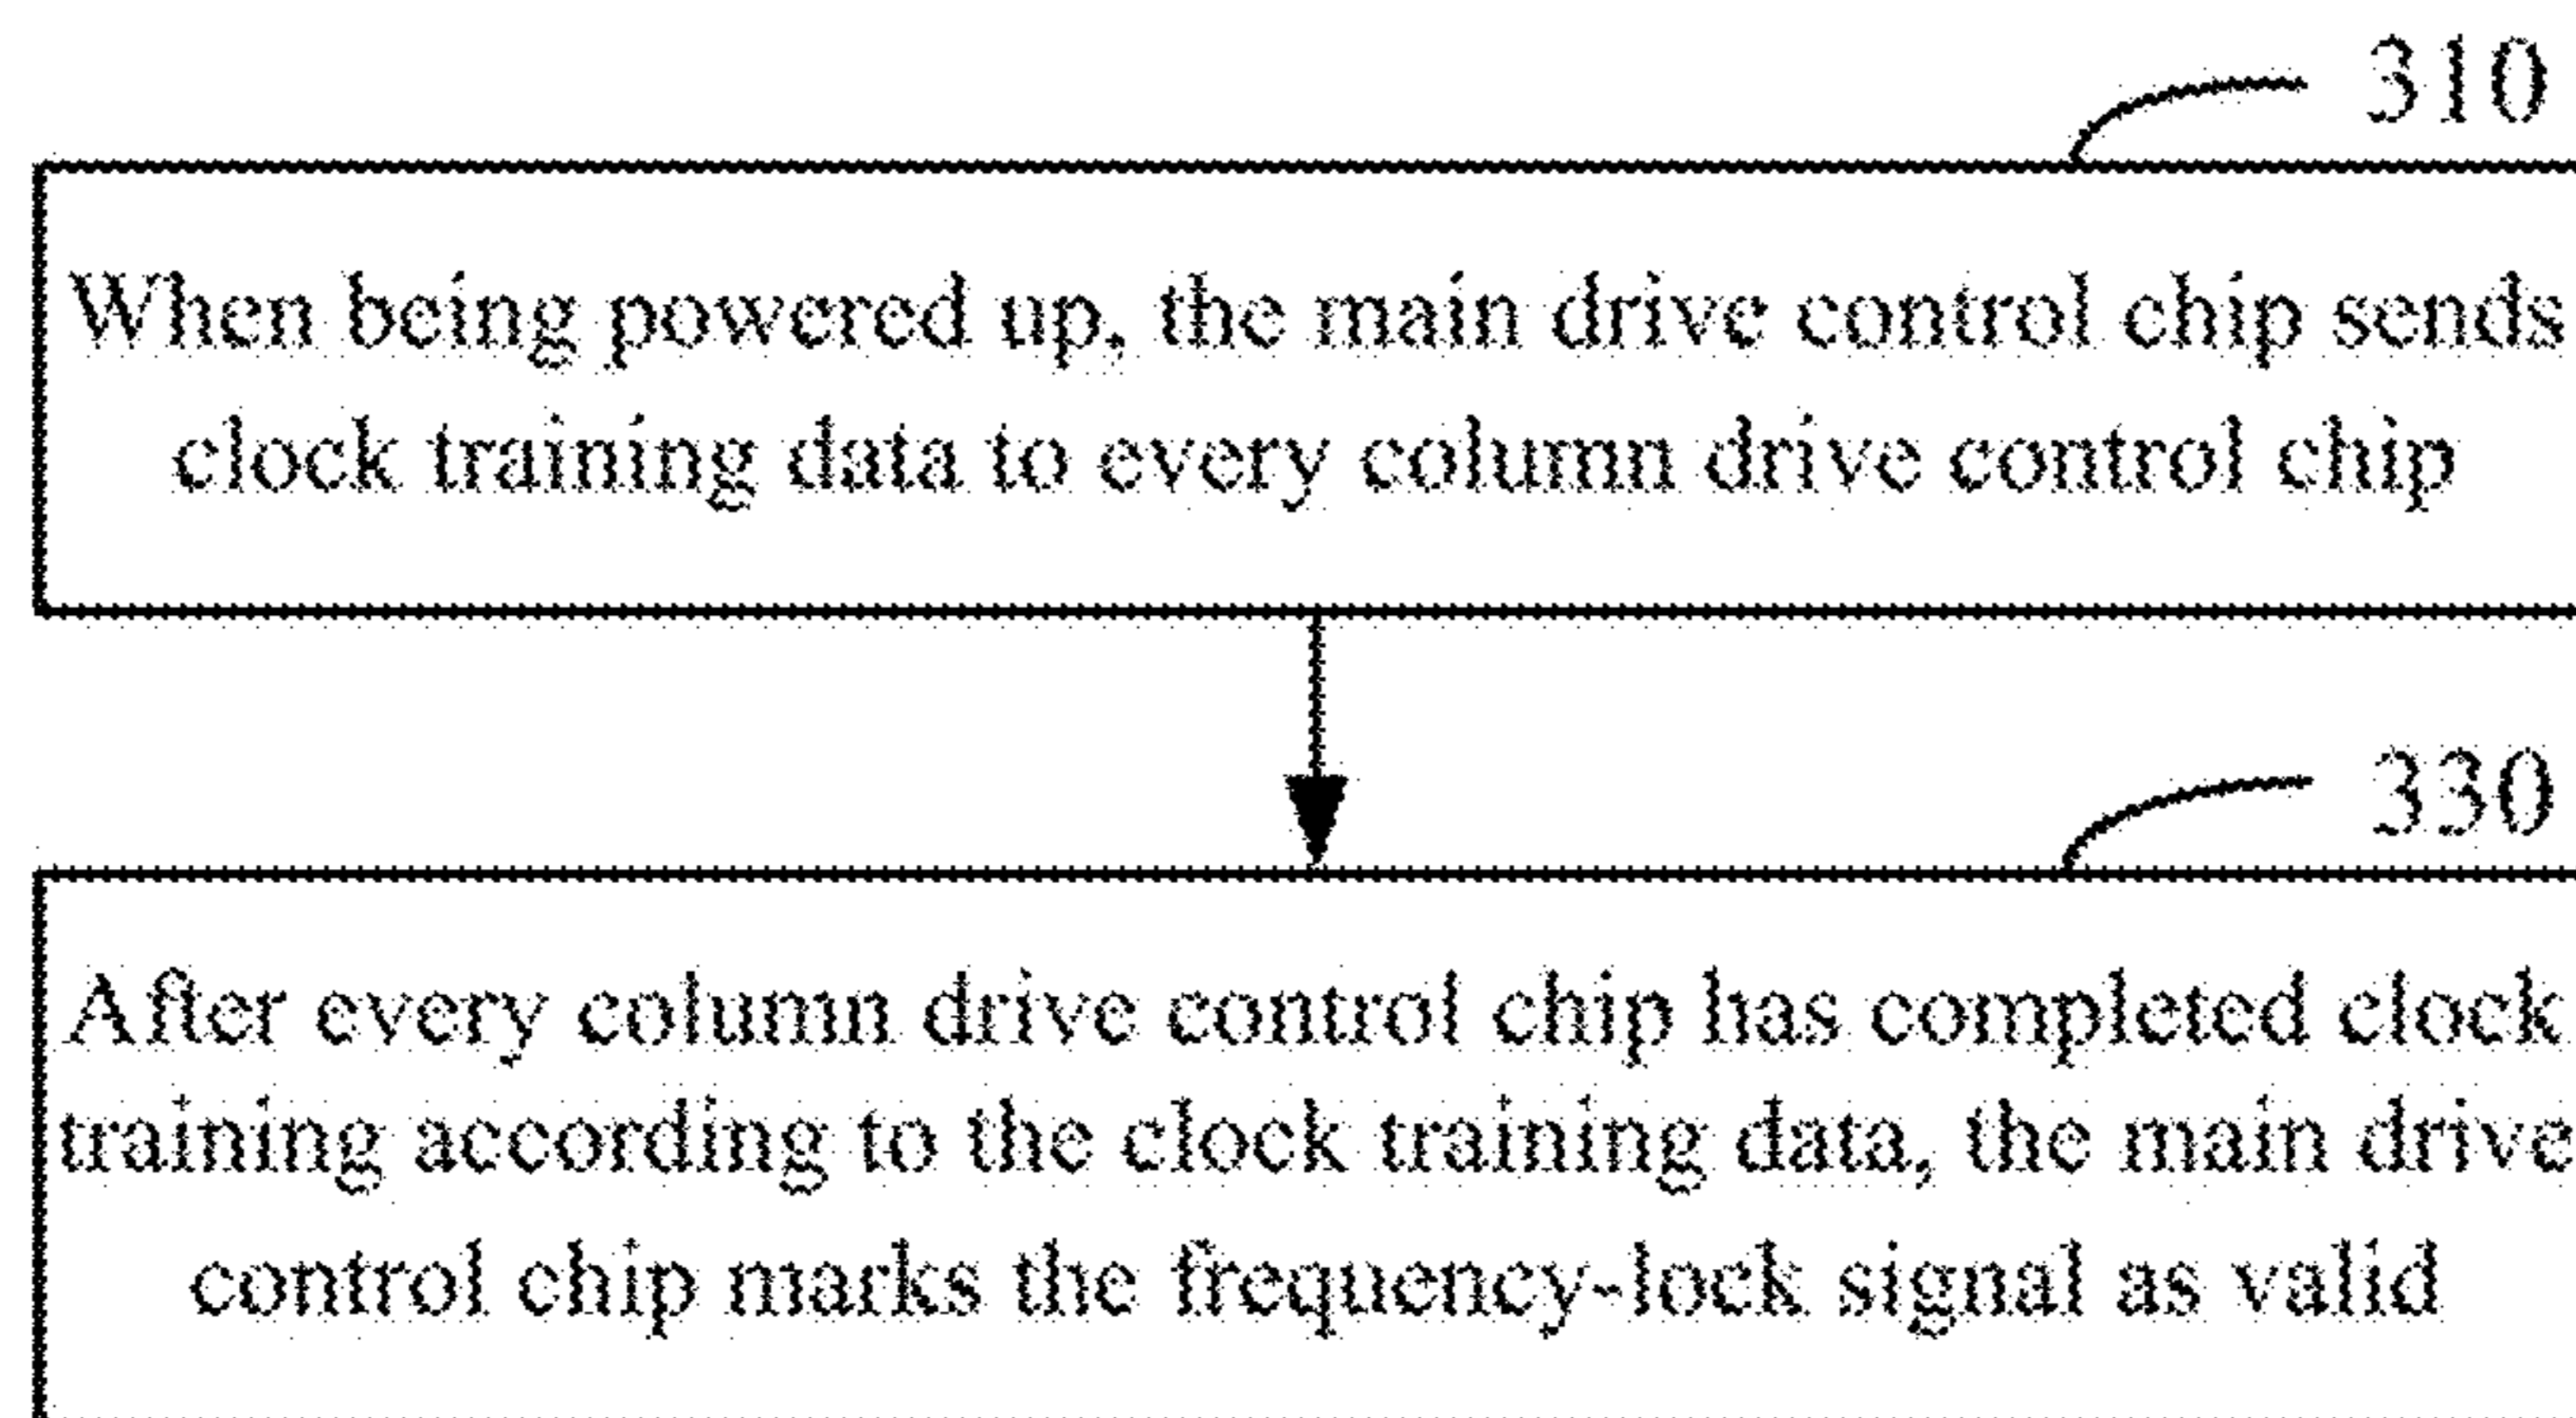 310
When being powered up, the main drive control chip sends
clock training data to every column drive control chip
330
After every column drive control chip has completed clock
training according to the clock training data, the main drive
control chip marks the frequency-lock signal as valid